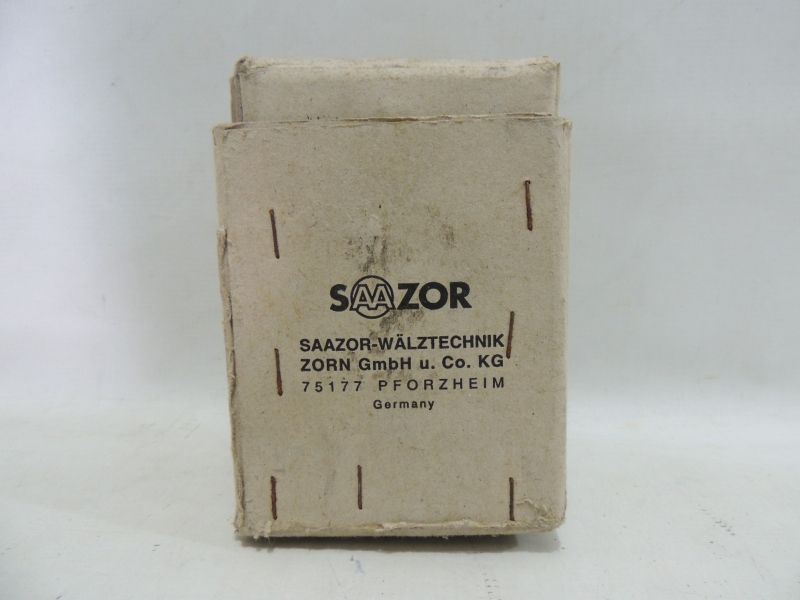 SAAZOR
SAAZOR-WÄLZTECHNIK
ZORN GmbH u. Co. KG
75177 PFORZHEIM
Germany